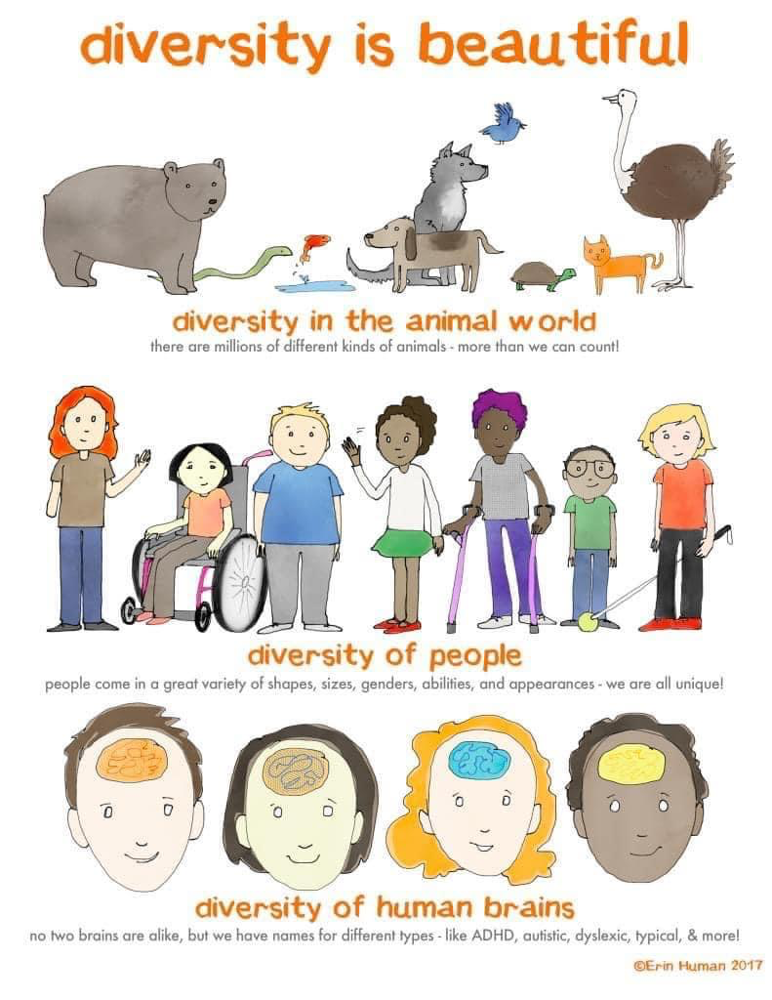 diversity is beautiful
diversity in the animal world
there are millions of different kinds of animals - more than we can count!
diversity of people
people come in a great variety of shapes, sizes, genders, abilities, and appearances - we are all unique!
diversity of human brains
no two brains are alike, but we have names for different types - like ADHD, autistic, dyslexic, typical, & more!
©Erin Human 2017